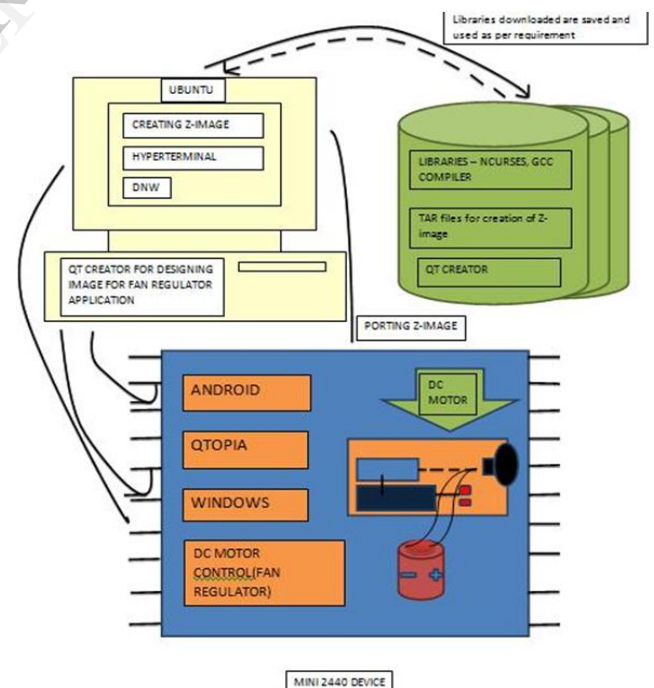 Libraries downloaded are saved and
used as per requirement
UBUNTU
CREATING Z-IMAGE
HYPERTERMINAL
DNW
LIBRARIES – NCURSES, GCC
COMPILER
TAR files for creation of Z-
image
QT CREATOR
QT CREATOR FOR DESIGNING
IMAGE FOR FAN REGULATOR
APPLICATION
PORTING Z-IMAGE
ANDROID
QTOPIA
WINDOWS
DC MOTOR
CONTROL(FAN
REGULATOR)
DC
MOTOR
MINI 2440 DEVICE